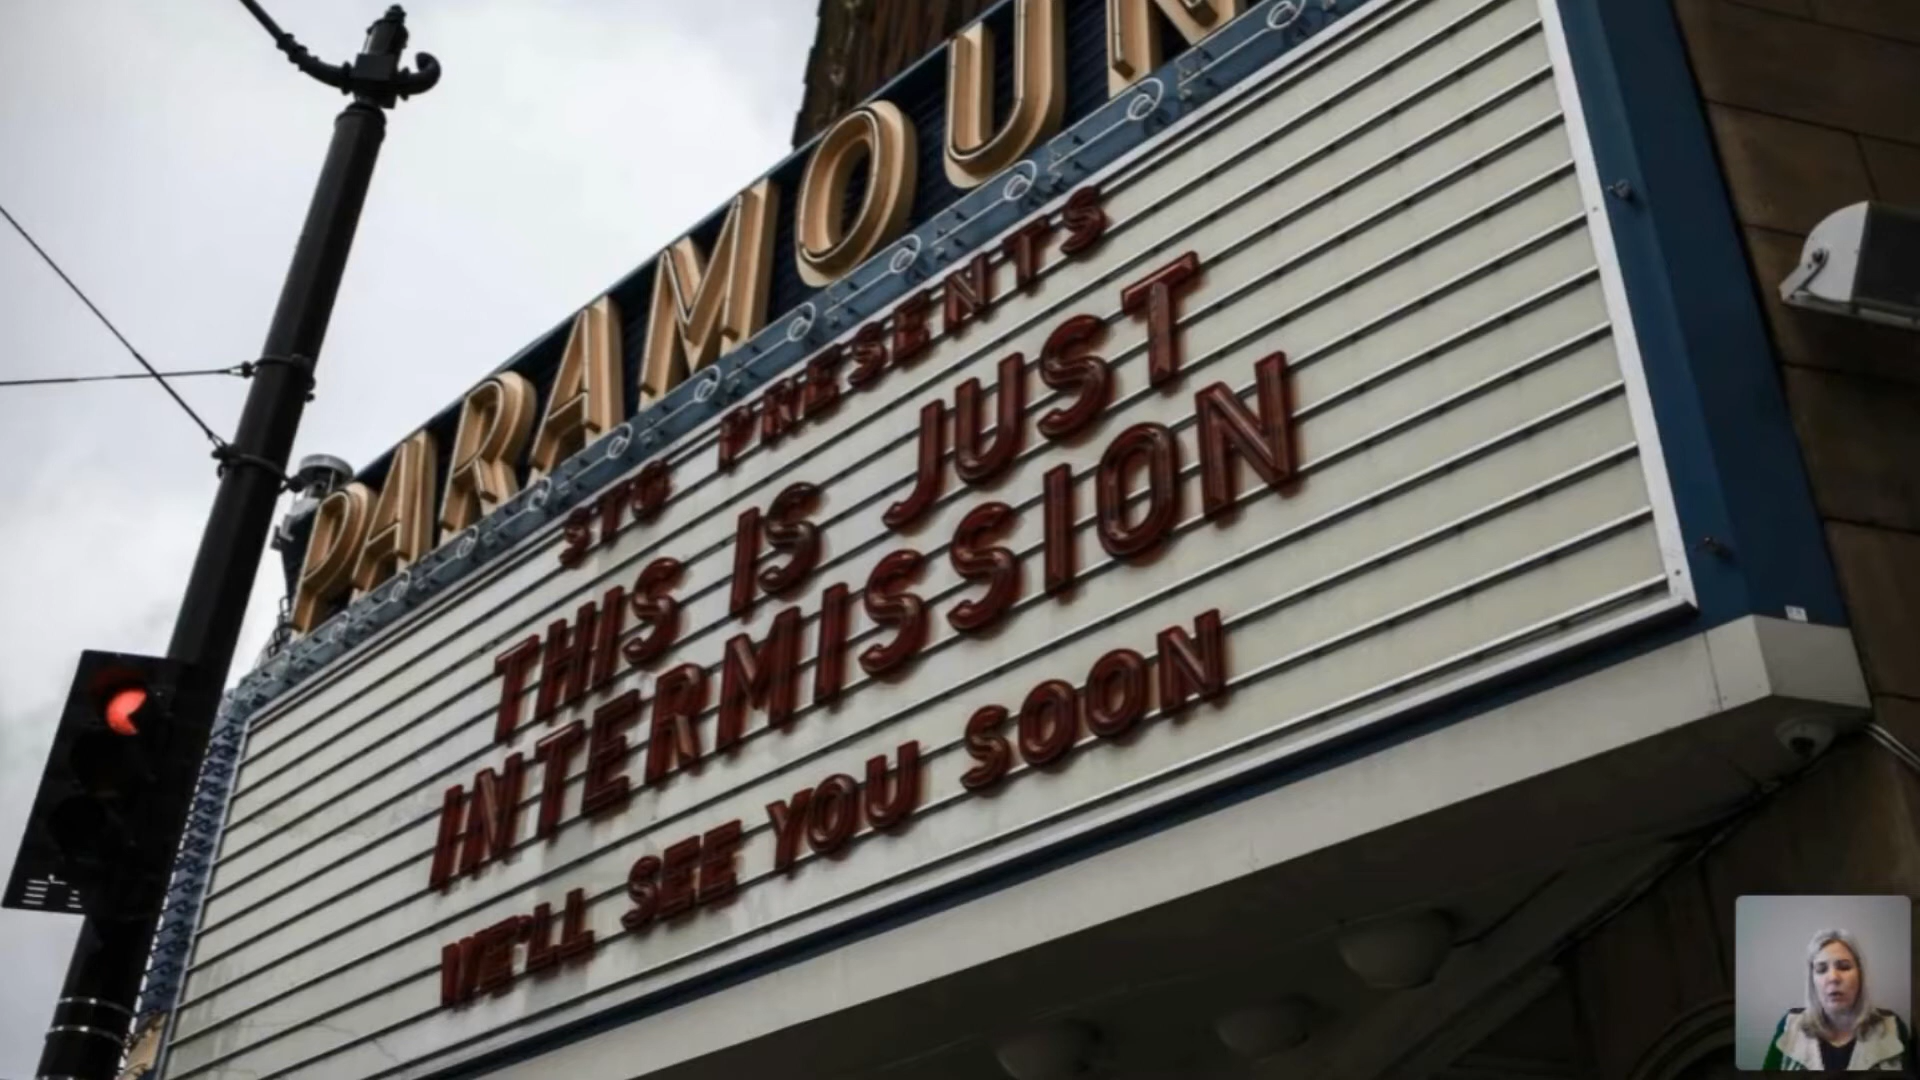 PARAMOUN
STG PRESENTS
THIS IS JUST
INTERMISSION
WE'LL SEE YOU SOON